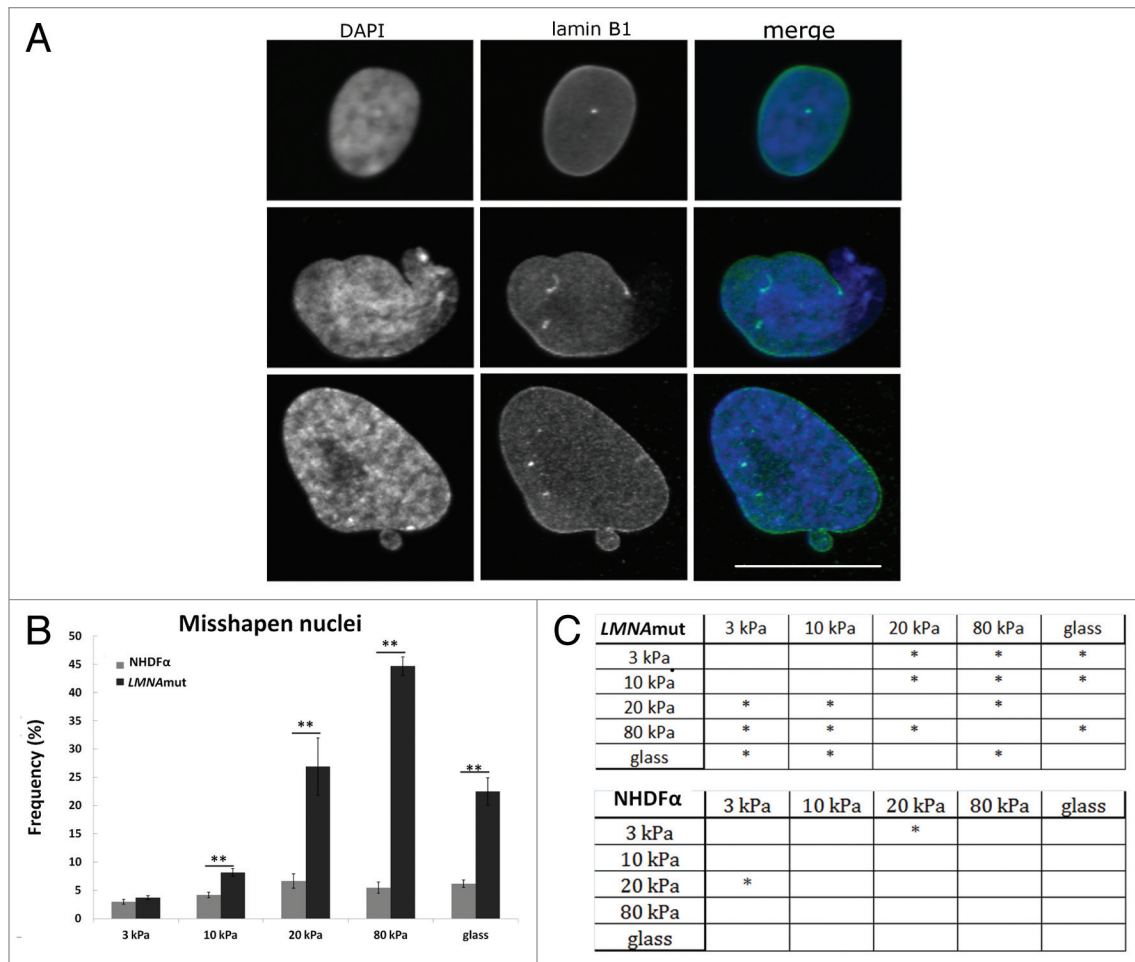 A
DAPI lamin B1 merge
B
Misshapen nuclei
NHDFα
LMNAmut
Frequency (%)
50
45
40
35
30
25
20
15
10
5
0
** ** ** **
3 kPa 10 kPa 20 kPa 80 kPa glass
C
LMNAmut 3 kPa 10 kPa 20 kPa 80 kPa glass
3 kPa * * *
10 kPa * * *
20 kPa * * *
80 kPa * * * *
glass * * *
NHDFα 3 kPa 10 kPa 20 kPa 80 kPa glass
3 kPa *
10 kPa
20 kPa *
80 kPa
glass